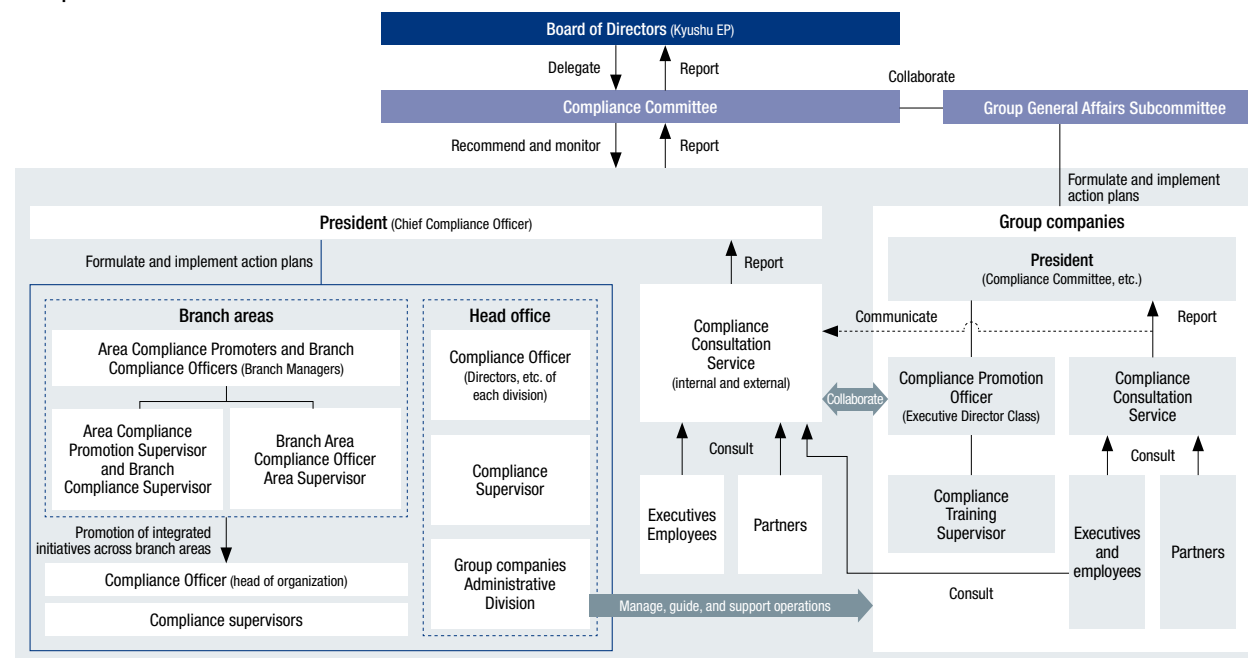 Board of Directors (Kyushu EP)
Delegate
Report
Collaborate
Compliance Committee
Group General Affairs Subcommittee
Recommend and monitor
Report
Formulate and implement
action plans
President (Chief Compliance Officer)
Group companies
Formulate and implement action plans
Report
President
(Compliance Committee, etc.)
Branch areas
Head office
Communicate
Report
Area Compliance Promoters and Branch
Compliance Officers (Branch Managers)
Compliance Officer
(Directors, etc. of
each division)
Compliance
Consultation
Service
(internal and external)
Collaborate
Compliance Promotion
Officer
(Executive Director Class)
Compliance
Consultation
Service
Area Compliance
Promotion Supervisor
and Branch
Compliance Supervisor
Branch Area
Compliance Officer
Area Supervisor
Compliance
Supervisor
Consult
Consult
Executives
Employees
Partners
Compliance
Training
Supervisor
Executives
and
employees
Partners
Promotion of integrated
initiatives across branch areas
Compliance Officer (head of organization)
Compliance supervisors
Group companies
Administrative
Division
Manage, guide, and support operations
Consult